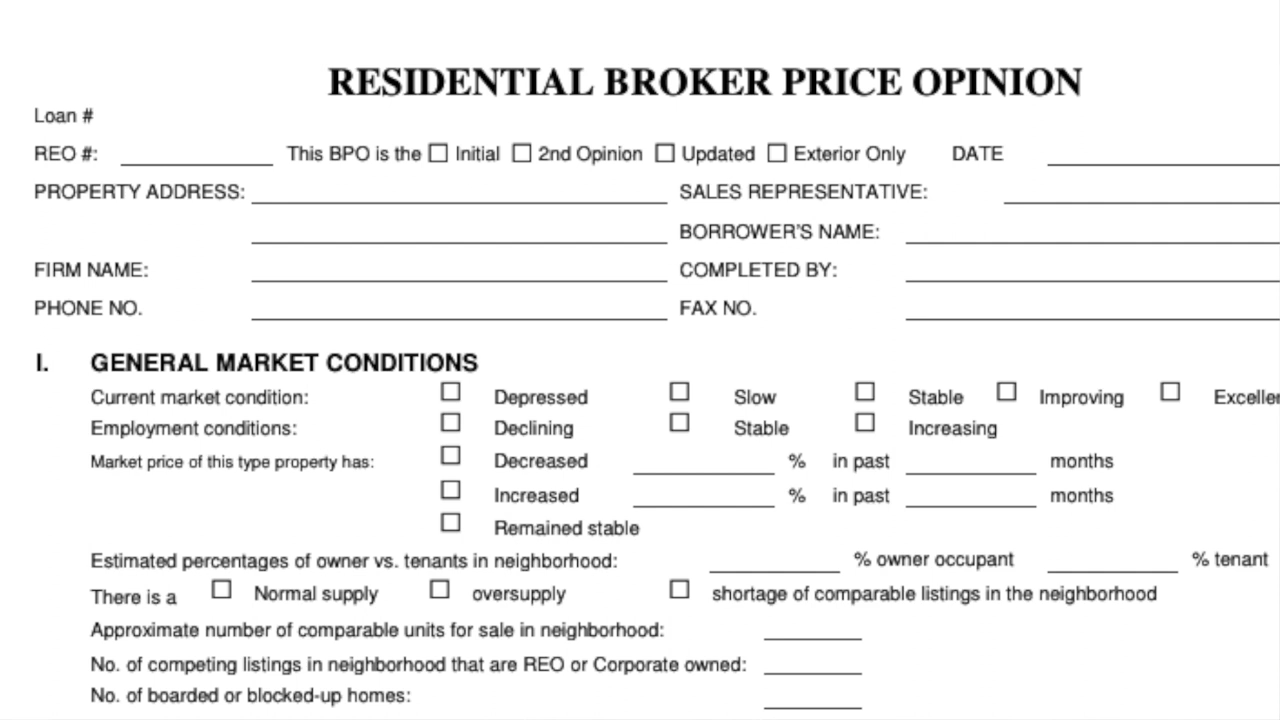 RESIDENTIAL BROKER PRICE OPINION
Loan #
REO #: This BPO is the Initial 2nd Opinion Updated Exterior Only DATE
PROPERTY ADDRESS: SALES REPRESENTATIVE:
BORROWER'S NAME:
FIRM NAME: COMPLETED BY:
PHONE NO. FAX NO.
I. GENERAL MARKET CONDITIONS
Current market condition: Depressed Slow Stable Improving
Employment conditions: Declining Stable Increasing
Market price of this type property has: Decreased % in past months
Increased % in past months
Remained stable
Estimated percentages of owner vs. tenants in neighborhood: % owner occupant % tenant
There is a Normal supply oversupply shortage of comparable listings in the neighborhood
Approximate number of comparable units for sale in neighborhood:
No. of competing listings in neighborhood that are REO or Corporate owned:
No. of boarded or blocked-up homes: